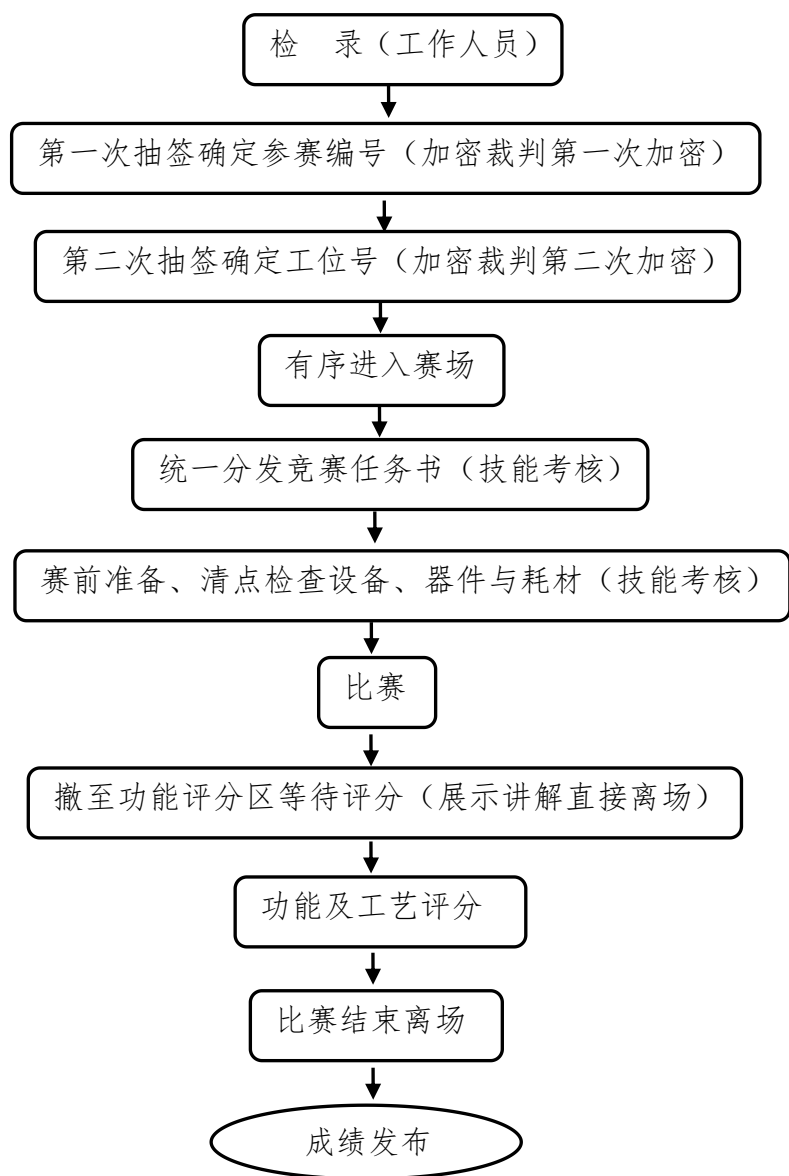 检　录（工作人员）
第一次抽签确定参赛编号（加密裁判第一次加密）
第二次抽签确定工位号（加密裁判第二次加密）
有序进入赛场
统一分发竞赛任务书（技能考核）
赛前准备、清点检查设备、器件与耗材（技能考核）
比赛
撤至功能评分区等待评分（展示讲解直接离场）
功能及工艺评分
比赛结束离场
成绩发布